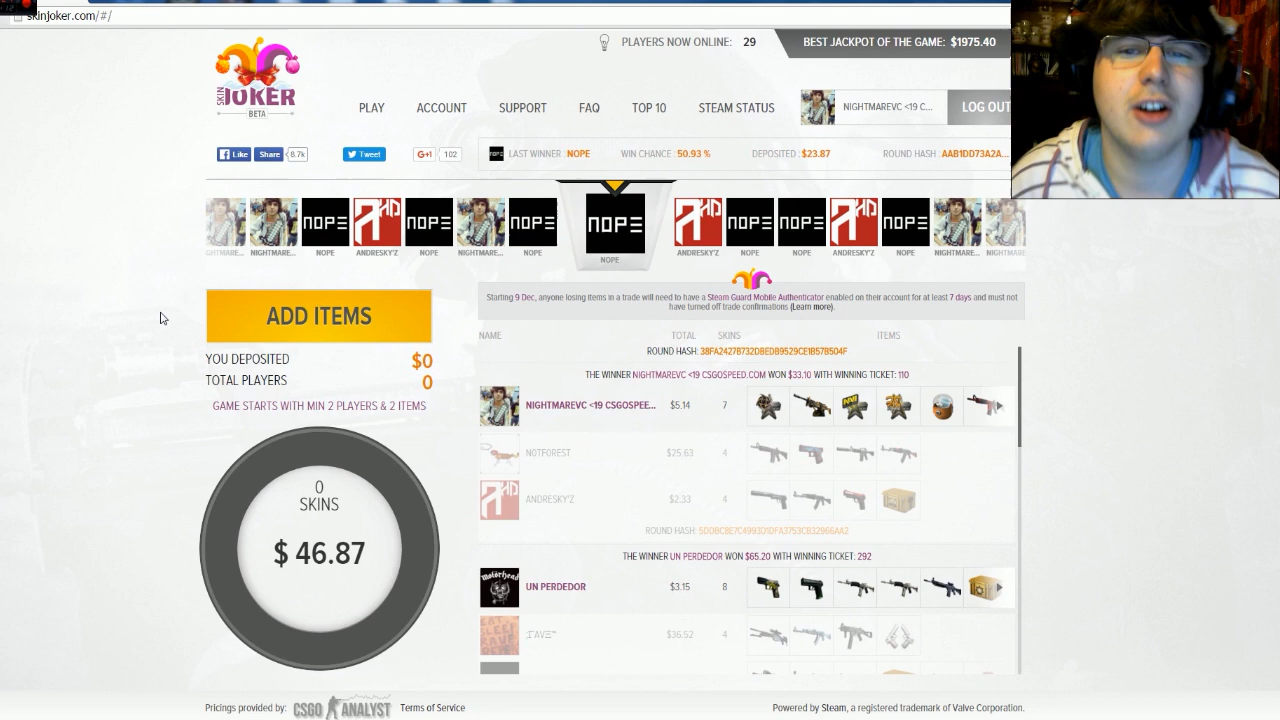 skinjoker.com/#/
PLAYERS NOW ONLINE: 29
BEST JACKPOT OF THE GAME: $1975.40
SKIN JOKER
BETA
PLAY ACCOUNT SUPPORT FAQ TOP 10 STEAM STATUS
NIGHTMAREVC <19 C...
LOG OUT
Like Share 8.7k Tweet G+1 102
LAST WINNER: NOPE WIN CHANCE: 50.93 % DEPOSITED: $23.87 ROUND HASH: AAB1DD73A2A...
NOPE NOPE NOPE NOPE NOPE NOPE NOPE
NIGHTMARE... NOPE ANDRESKY'Z NOPE NIGHTMARE... NOPE NOPE ANDRESKY'Z NOPE NOPE ANDRESKY'Z NOPE NIGHTMARE...
ADD ITEMS
YOU DEPOSITED $0
TOTAL PLAYERS 0
GAME STARTS WITH MIN 2 PLAYERS & 2 ITEMS
0
SKINS
$ 46.87
Starting 9 Dec, anyone losing items in a trade will need to have a Steam Guard Mobile Authenticator enabled on their account for at least 7 days and must not
have turned off trade confirmations (Learn more).
NAME TOTAL SKINS ITEMS
THE WINNER NIGHTMAREVC <19 CSGOSPEED.COM WON $33.10 WITH WINNING TICKET: 110
NIGHTMAREVC <19 CSGOSPEE... $5.14 7
NOTFOREST $25.63 4
ANDRESKY'Z $2.33 4
THE WINNER UN PERDEDOR WON $65.20 WITH WINNING TICKET: 292
Motörhead
UN PERDEDOR $3.15 8
$36.52 4
Pricings provided by: CSGO ANALYST Terms of Service
Powered by Steam, a registered trademark of Valve Corporation.